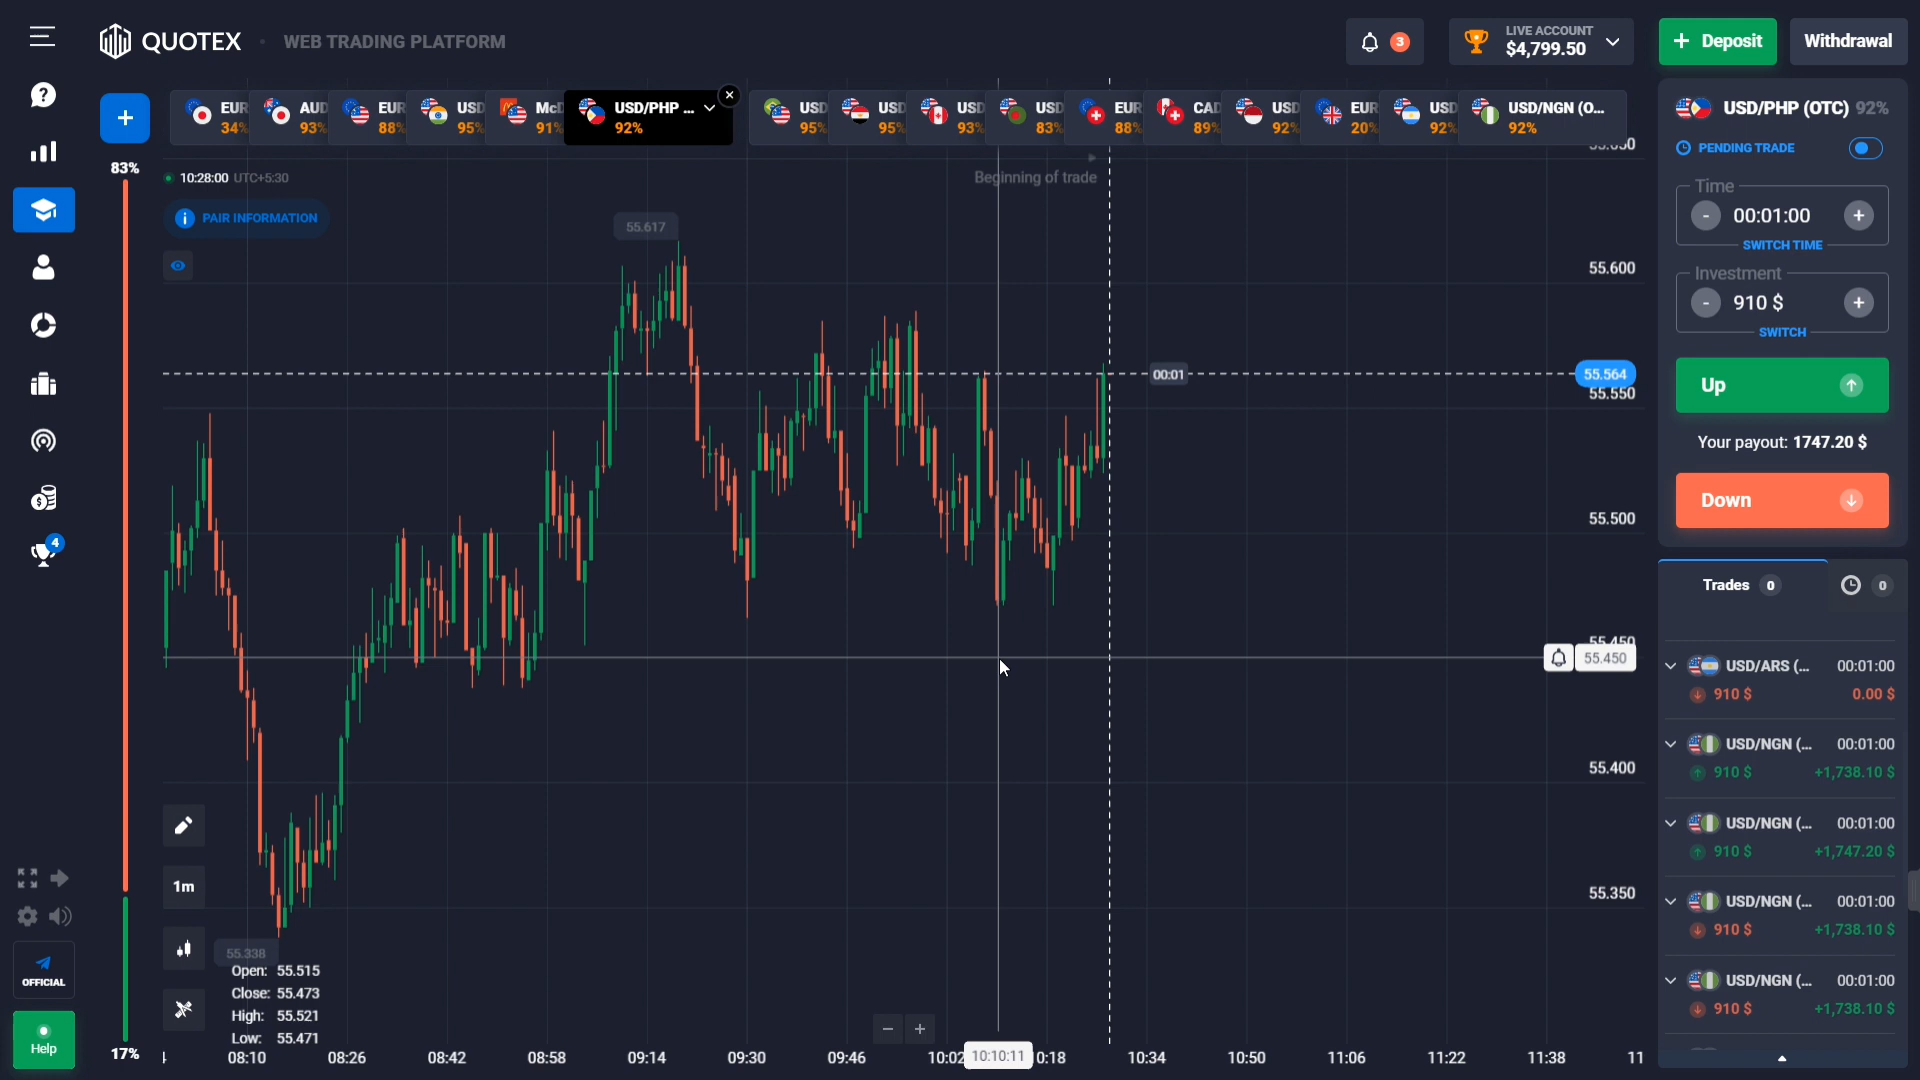 QUOTEX
WEB TRADING PLATFORM
3
LIVE ACCOUNT
$4,799.50
+ Deposit
Withdrawal
+
EUR
34%
AUD
93%
EUR
88%
USD
95%
McD
91%
USD/PHP ...
92%
USD
95%
USD
95%
USD
93%
USD
83%
EUR
88%
CAD
89%
USD
92%
EUR
20%
USD
92%
USD/NGN (O...
92%
83%
10:28:00 UTC+5:30
PAIR INFORMATION
Beginning of trade
55.617
55.600
00:01
55.564
55.550
55.500
55.450
55.450
55.400
55.350
55.338
1m
Open: 55.515
Close: 55.473
High: 55.521
Low: 55.471
17%
08:10
08:26
08:42
08:58
09:14
09:30
09:46
10:02
10:10:11
0:18
10:34
10:50
11:06
11:22
11:38
11
4
OFFICIAL
Help
USD/PHP (OTC) 92%
PENDING TRADE
Time
- 00:01:00 +
SWITCH TIME
Investment
- 910 $ +
SWITCH
Up
Your payout: 1747.20 $
Down
Trades 0
0
USD/ARS (... 00:01:00
910 $ 0.00 $
USD/NGN (... 00:01:00
910 $ +1,738.10 $
USD/NGN (... 00:01:00
910 $ +1,747.20 $
USD/NGN (... 00:01:00
910 $ +1,738.10 $
USD/NGN (... 00:01:00
910 $ +1,738.10 $